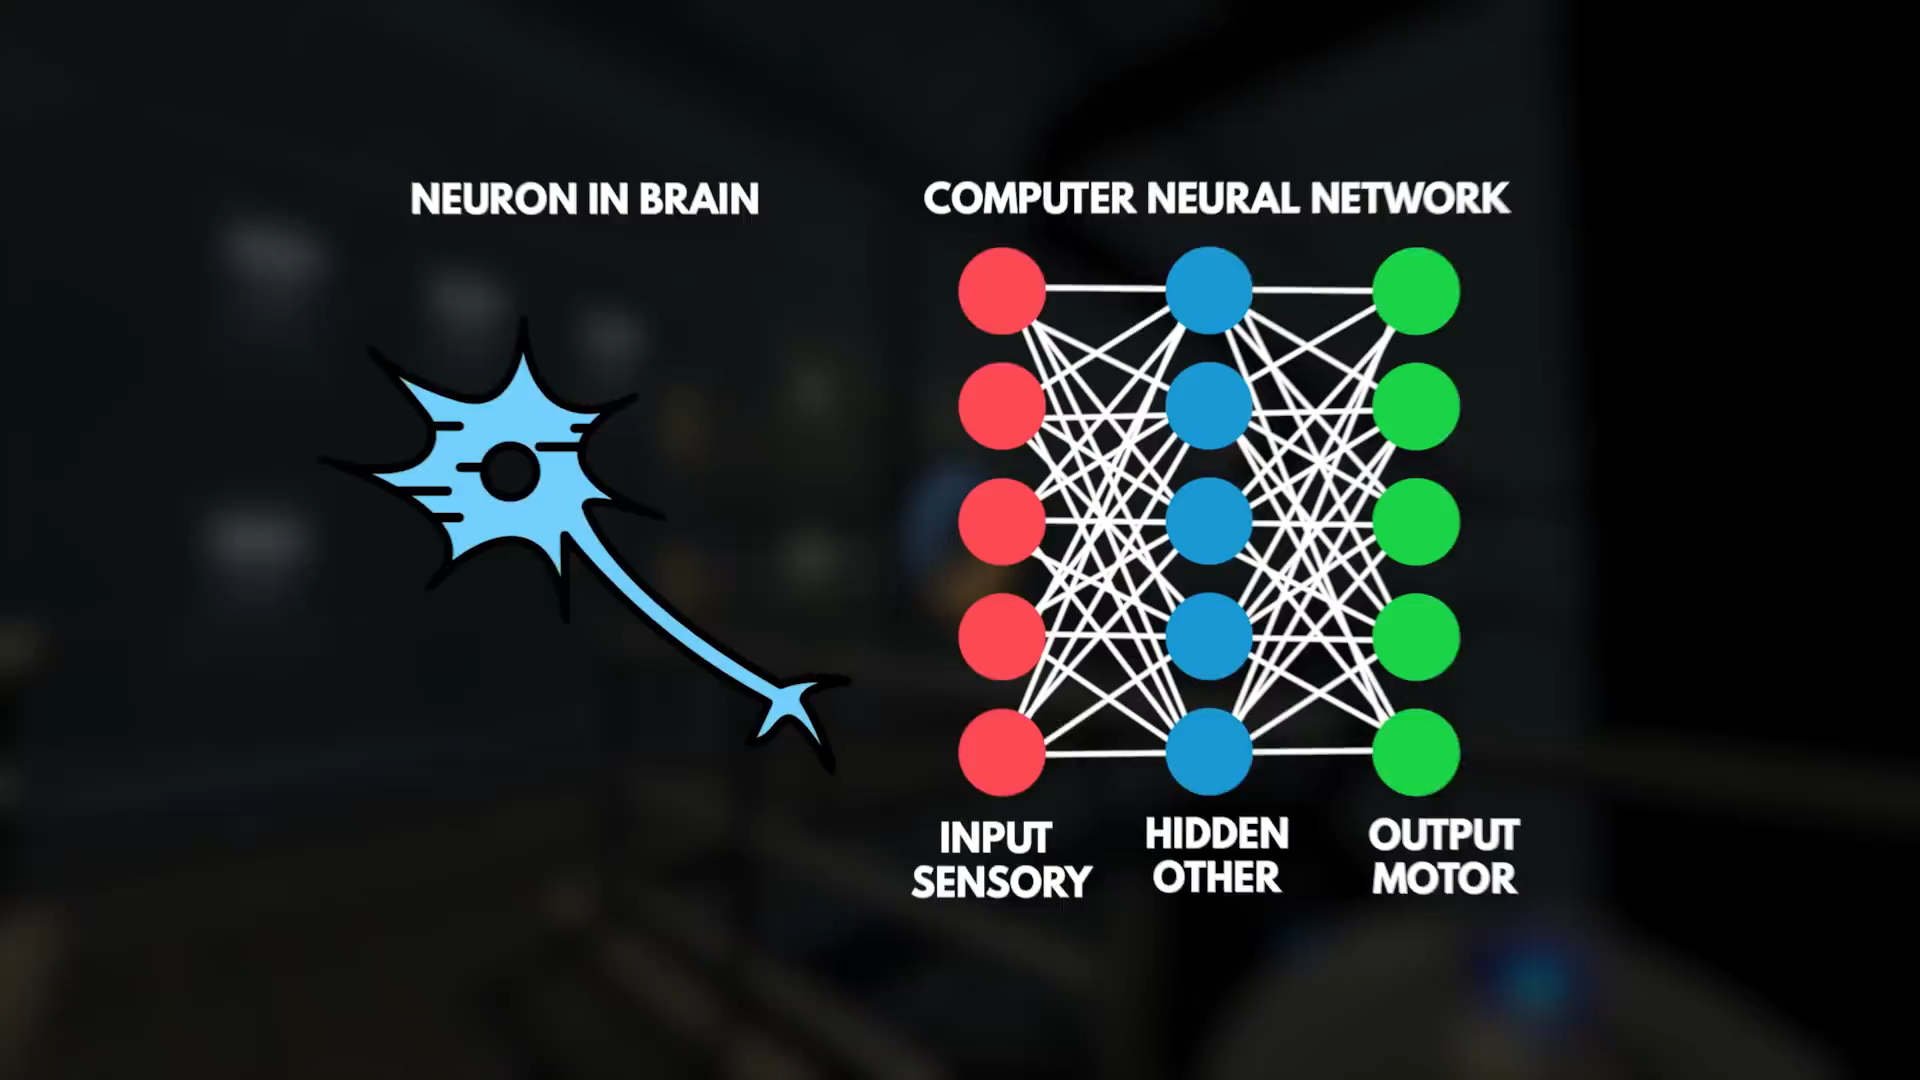 NEURON IN BRAIN
COMPUTER NEURAL NETWORK
INPUT
SENSORY
HIDDEN
OTHER
OUTPUT
MOTOR